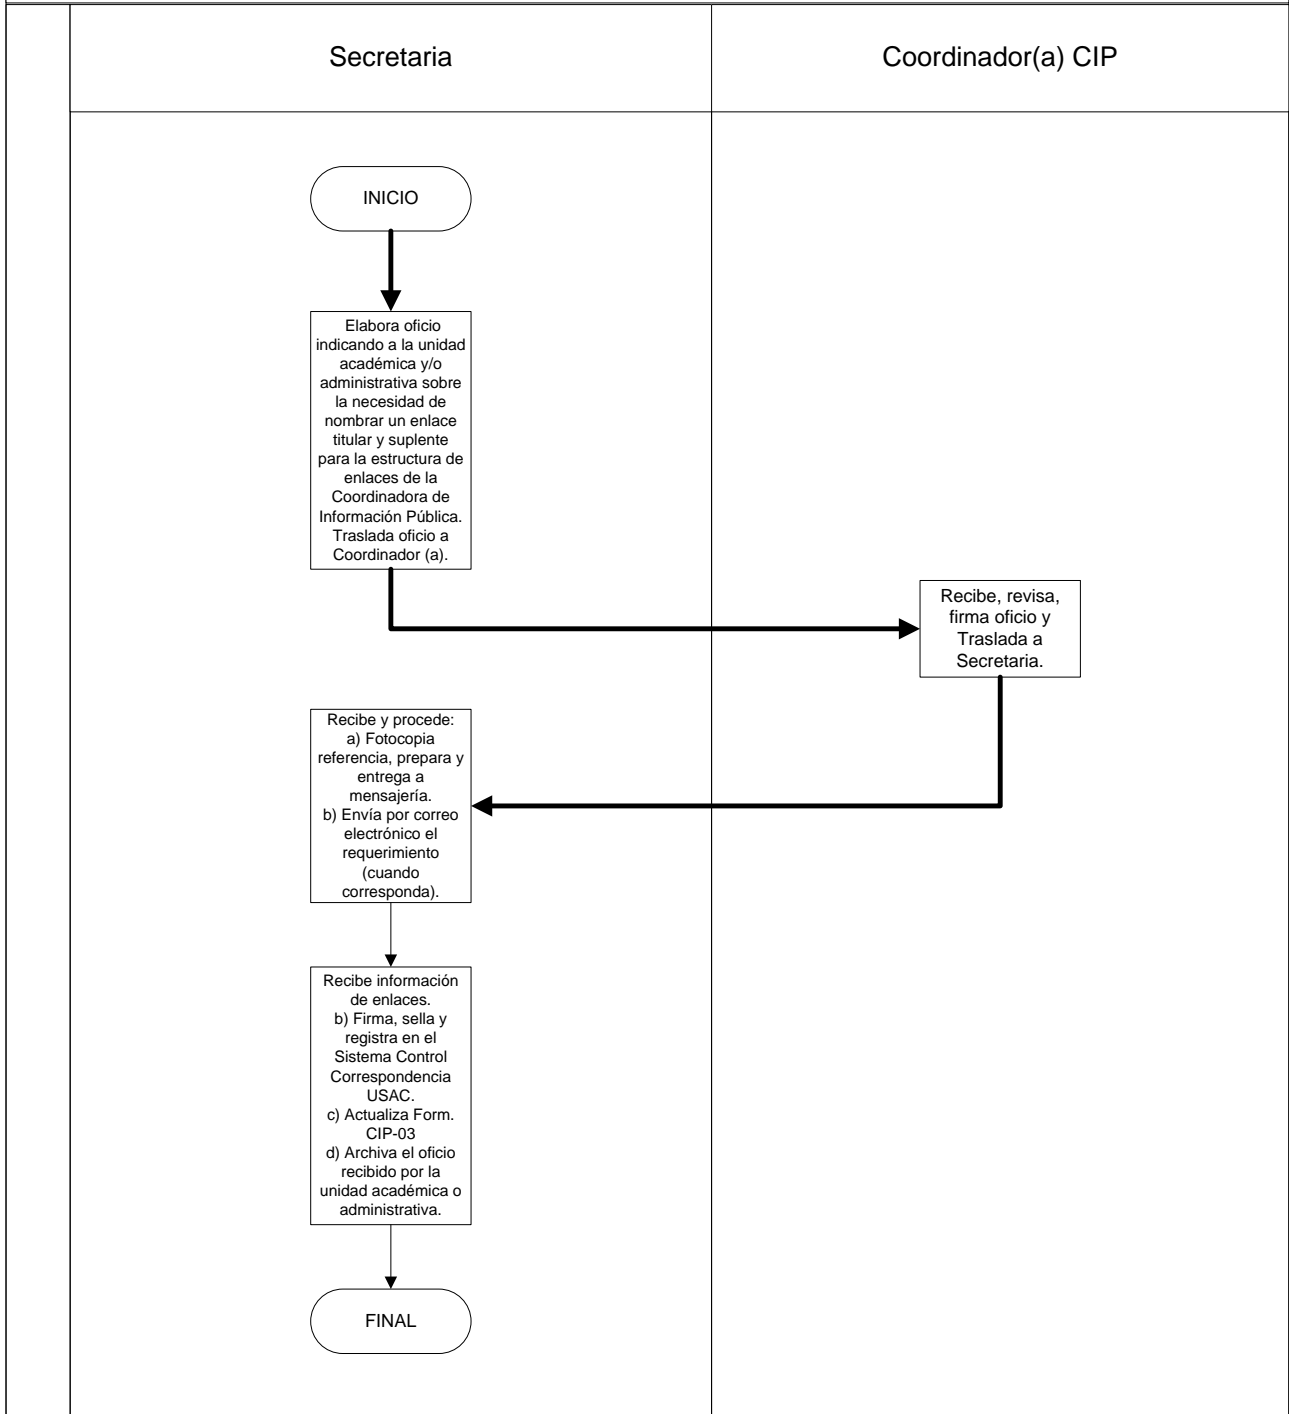 Secretaria
Coordinador(a) CIP
INICIO
Elabora oficio
indicando a la unidad
académica y/o
administrativa sobre
la necesidad de
nombrar un enlace
titular y suplente
para la estructura de
enlaces de la
Coordinadora de
Información Pública.
Traslada oficio a
Coordinador (a).
Recibe, revisa,
firma oficio y
Traslada a
Secretaria.
Recibe y procede:
a) Fotocopia
referencia, prepara y
entrega a
mensajería.
b) Envía por correo
electrónico el
requerimiento
(cuando
corresponda).
Recibe información
de enlaces.
b) Firma, sella y
registra en el
Sistema Control
Correspondencia
USAC.
c) Actualiza Form.
CIP-03
d) Archiva el oficio
recibido por la
unidad académica o
administrativa.
FINAL